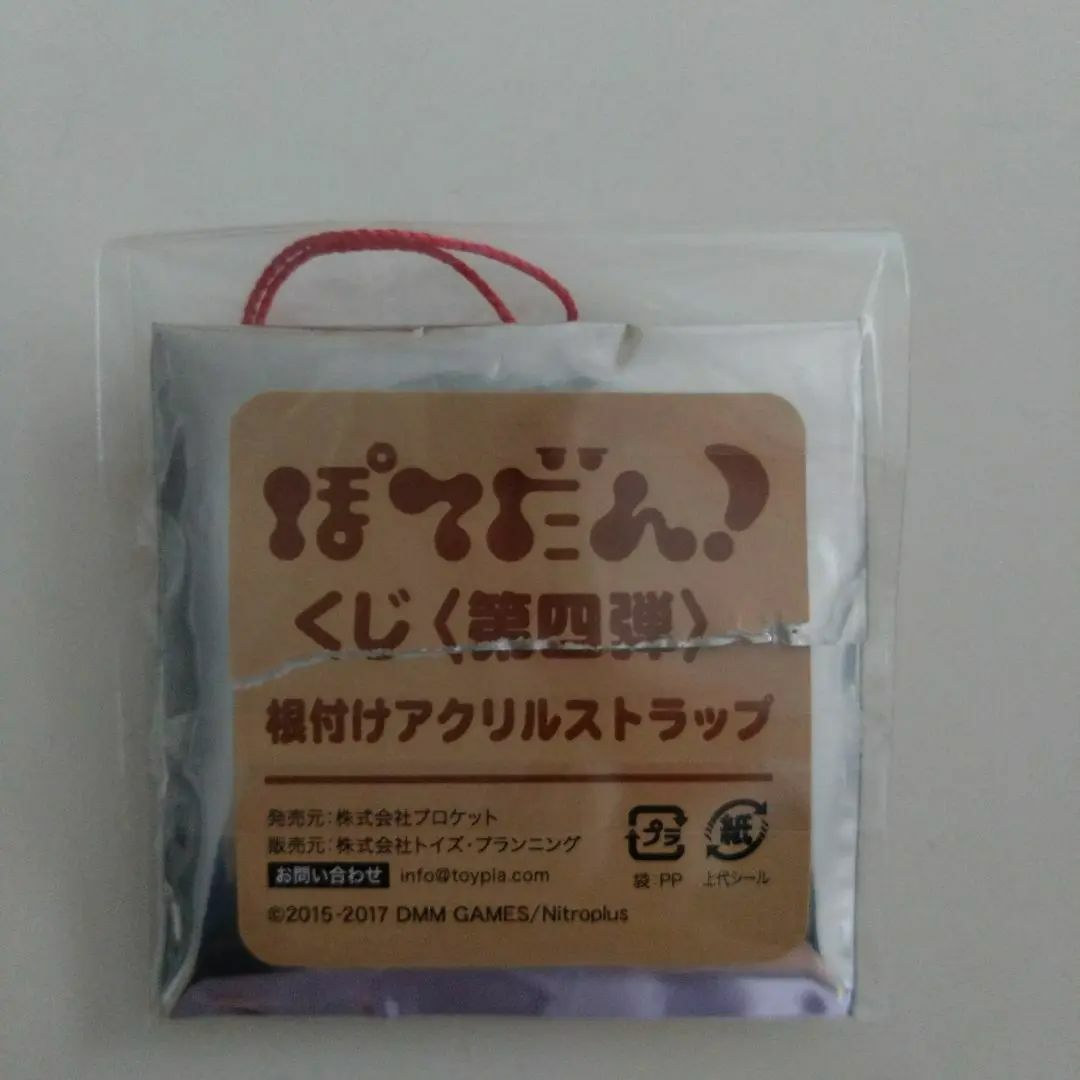 ぽてだん!
くじ〈第四弾〉
根付けアクリルストラップ
発売元:株式会社プロケット
販売元:株式会社トイズ・プランニング
お問い合わせ info@toypla.com
プラ 紙
袋:PP 上代シール
©2015-2017 DMM GAMES/Nitroplus